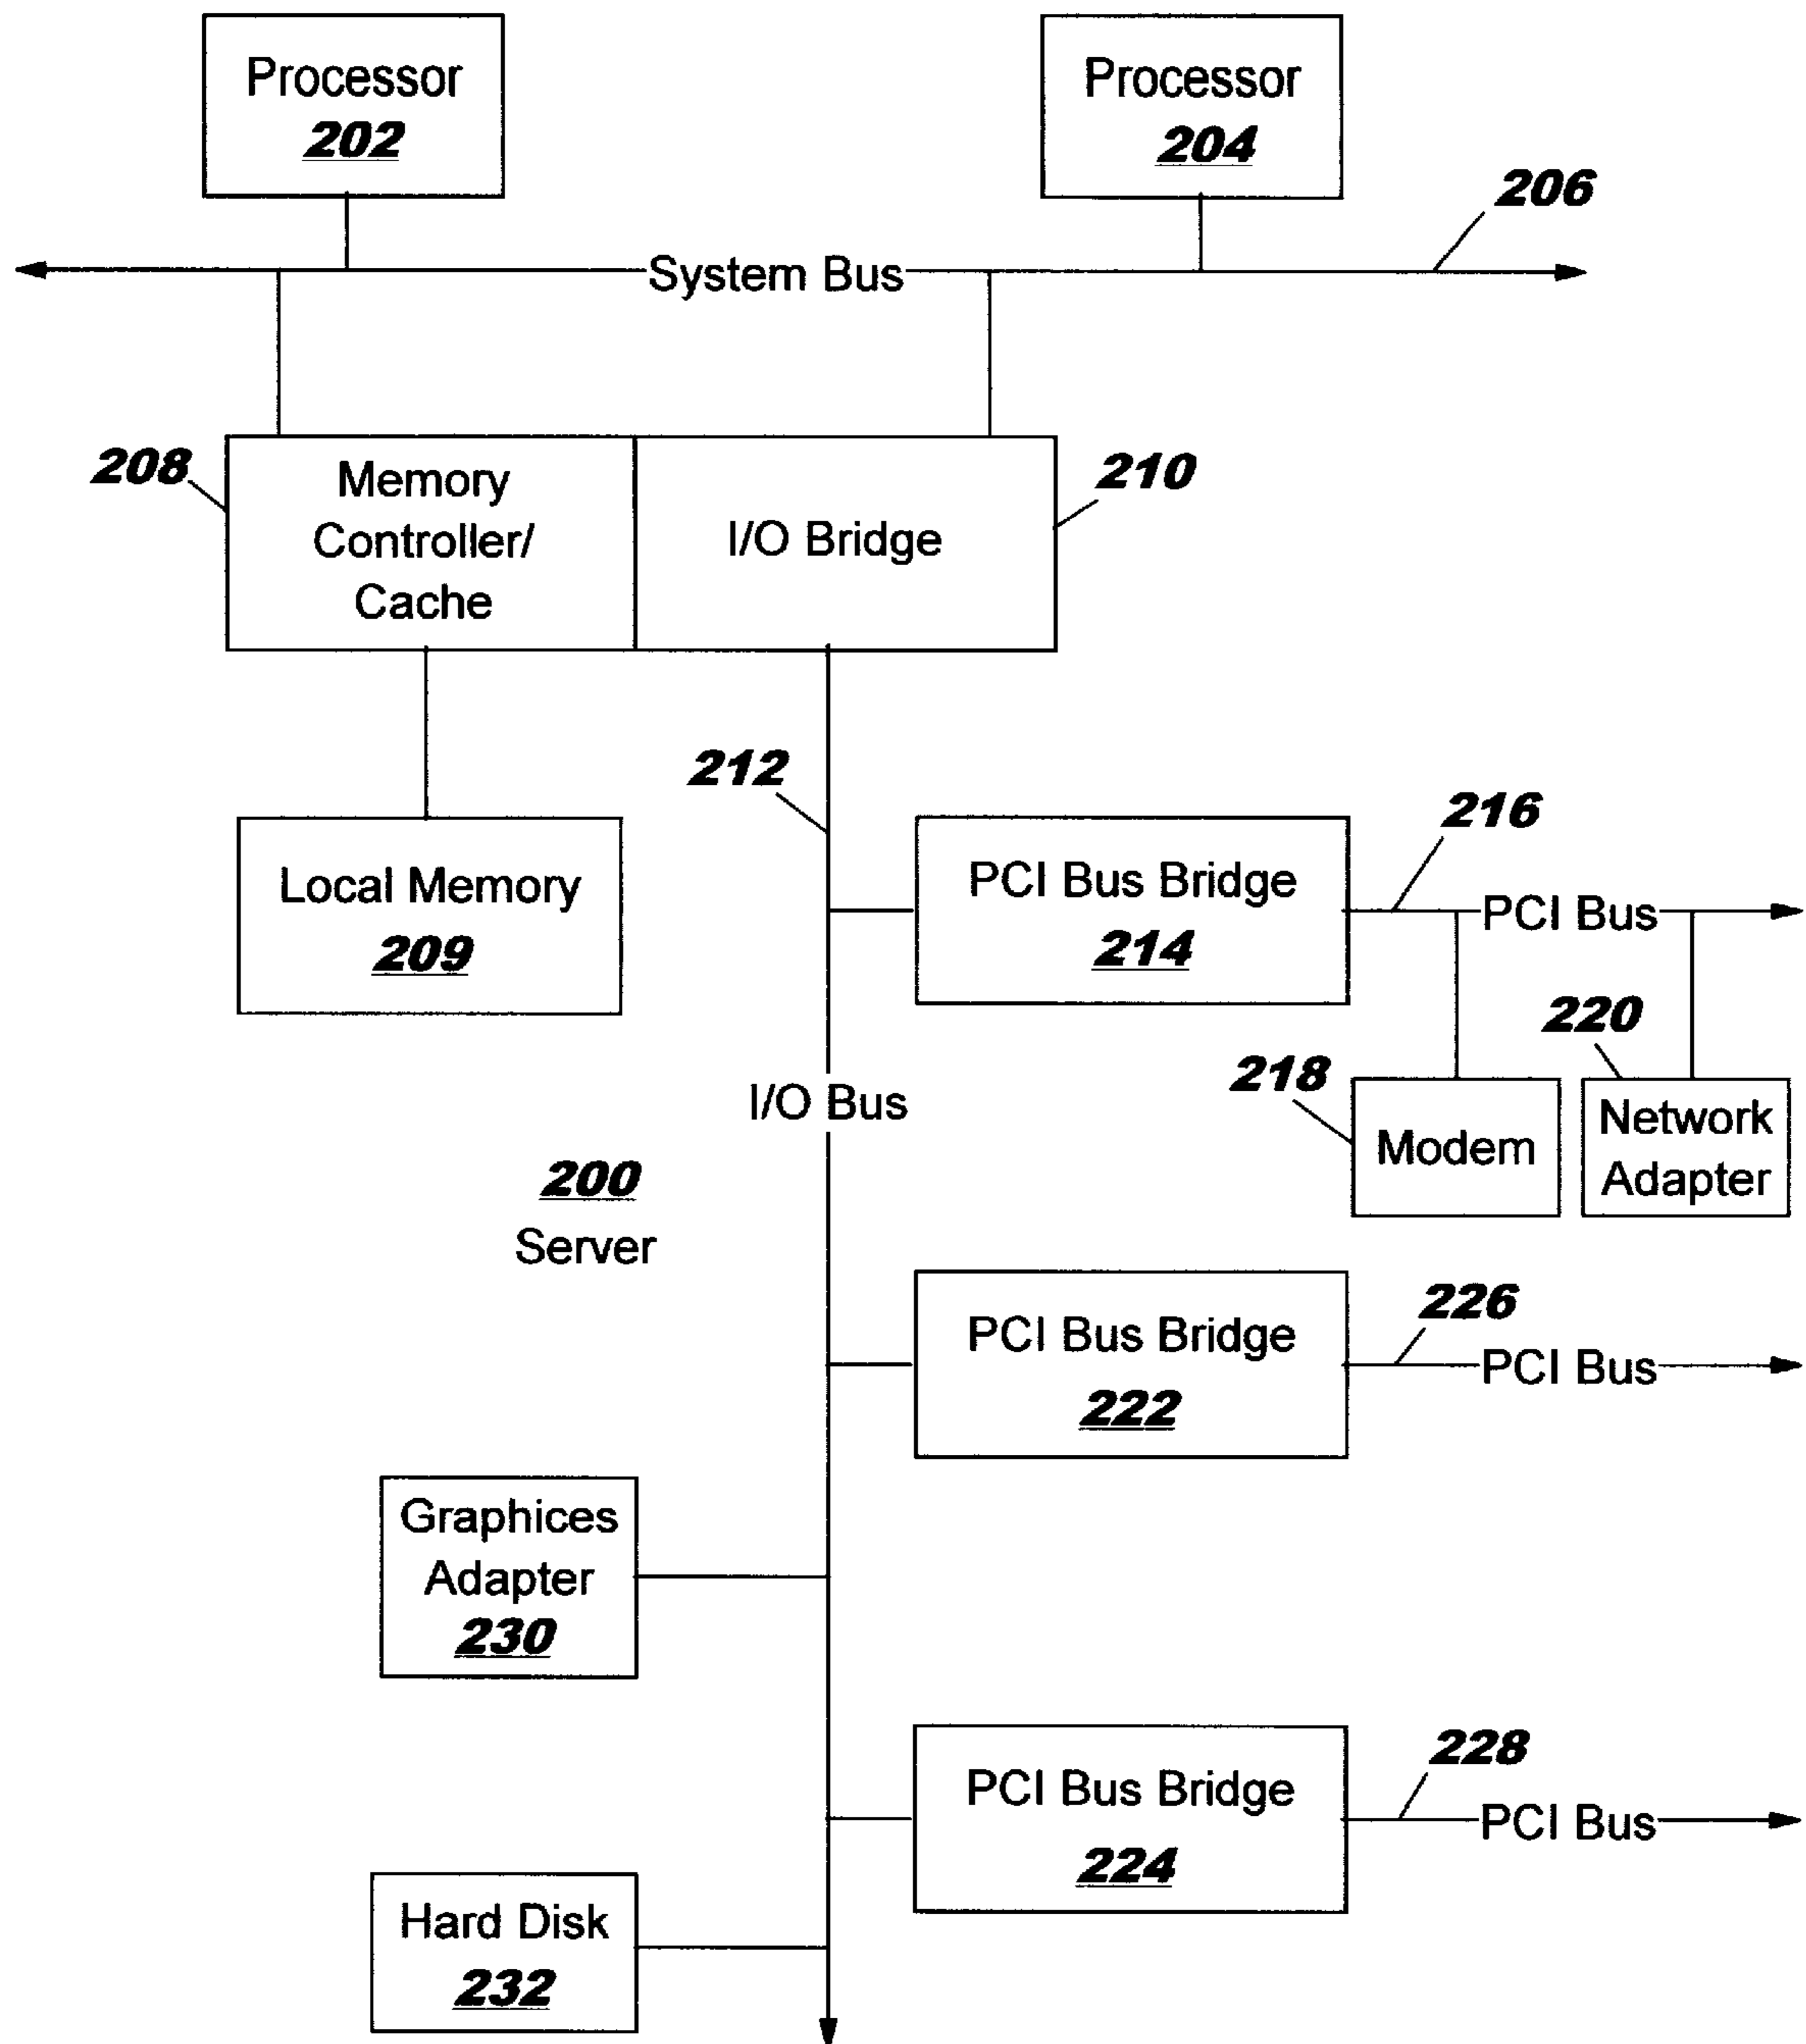 Processor
202
Processor
204
206
System Bus
208
Memory
Controller/
Cache
I/O Bridge
210
212
Local Memory
209
PCI Bus Bridge
214
216
PCI Bus
218
Modem
220
Network
Adapter
I/O Bus
200
Server
PCI Bus Bridge
222
226
PCI Bus
Graphices
Adapter
230
PCI Bus Bridge
224
228
PCI Bus
Hard Disk
232